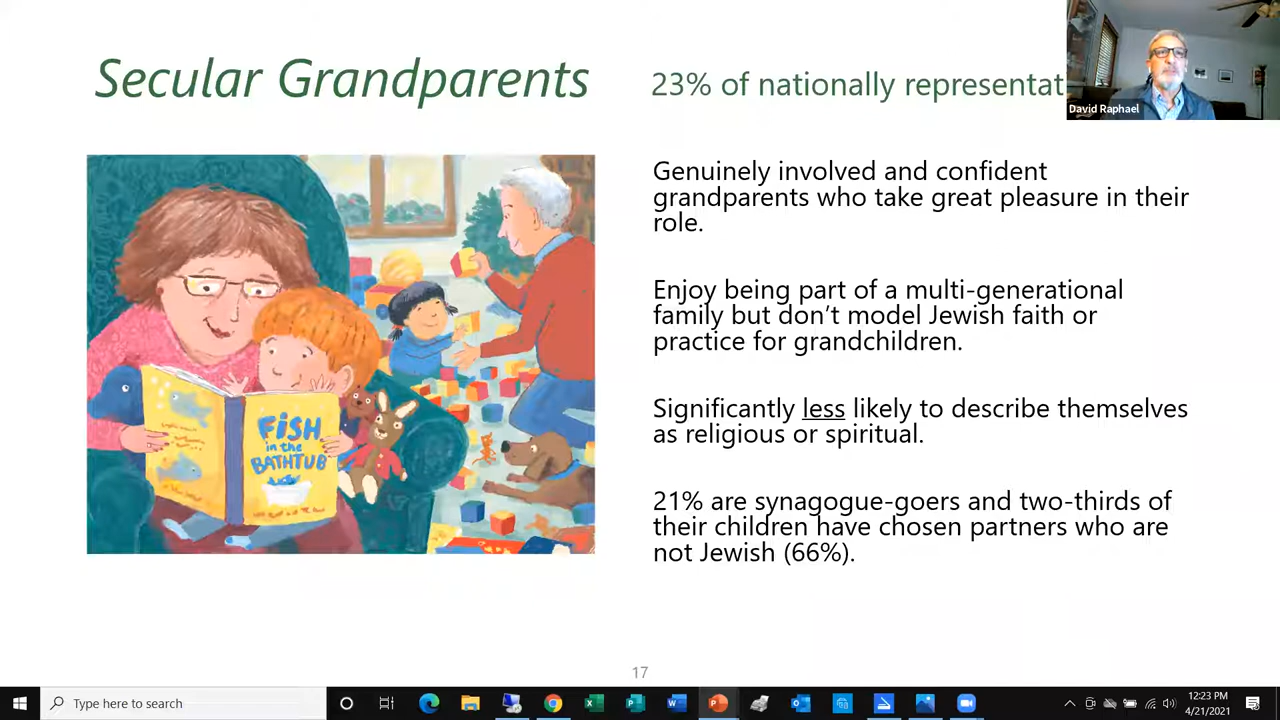 Secular Grandparents
23% of nationally representat
David Raphael
Genuinely involved and confident
grandparents who take great pleasure in their
role.
Enjoy being part of a multi-generational
family but don't model Jewish faith or
practice for grandchildren.
Significantly less likely to describe themselves
as religious or spiritual.
21% are synagogue-goers and two-thirds of
their children have chosen partners who are
not Jewish (66%).
FiSH
in the
BATHTUB
17
Type here to search
12:23 PM
4/21/2021